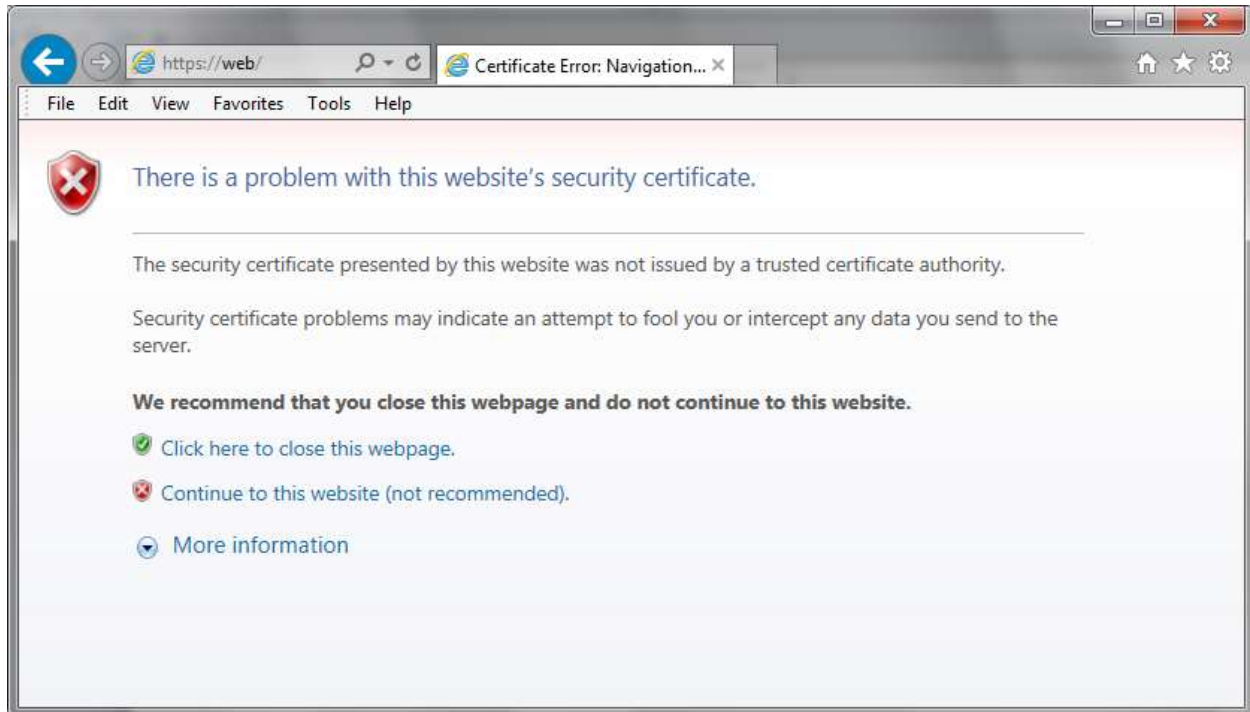 https://web/
Certificate Error: Navigation...
File Edit View Favorites Tools Help
There is a problem with this website's security certificate.
The security certificate presented by this website was not issued by a trusted certificate authority.
Security certificate problems may indicate an attempt to fool you or intercept any data you send to the
server.
We recommend that you close this webpage and do not continue to this website.
Click here to close this webpage.
Continue to this website (not recommended).
More information